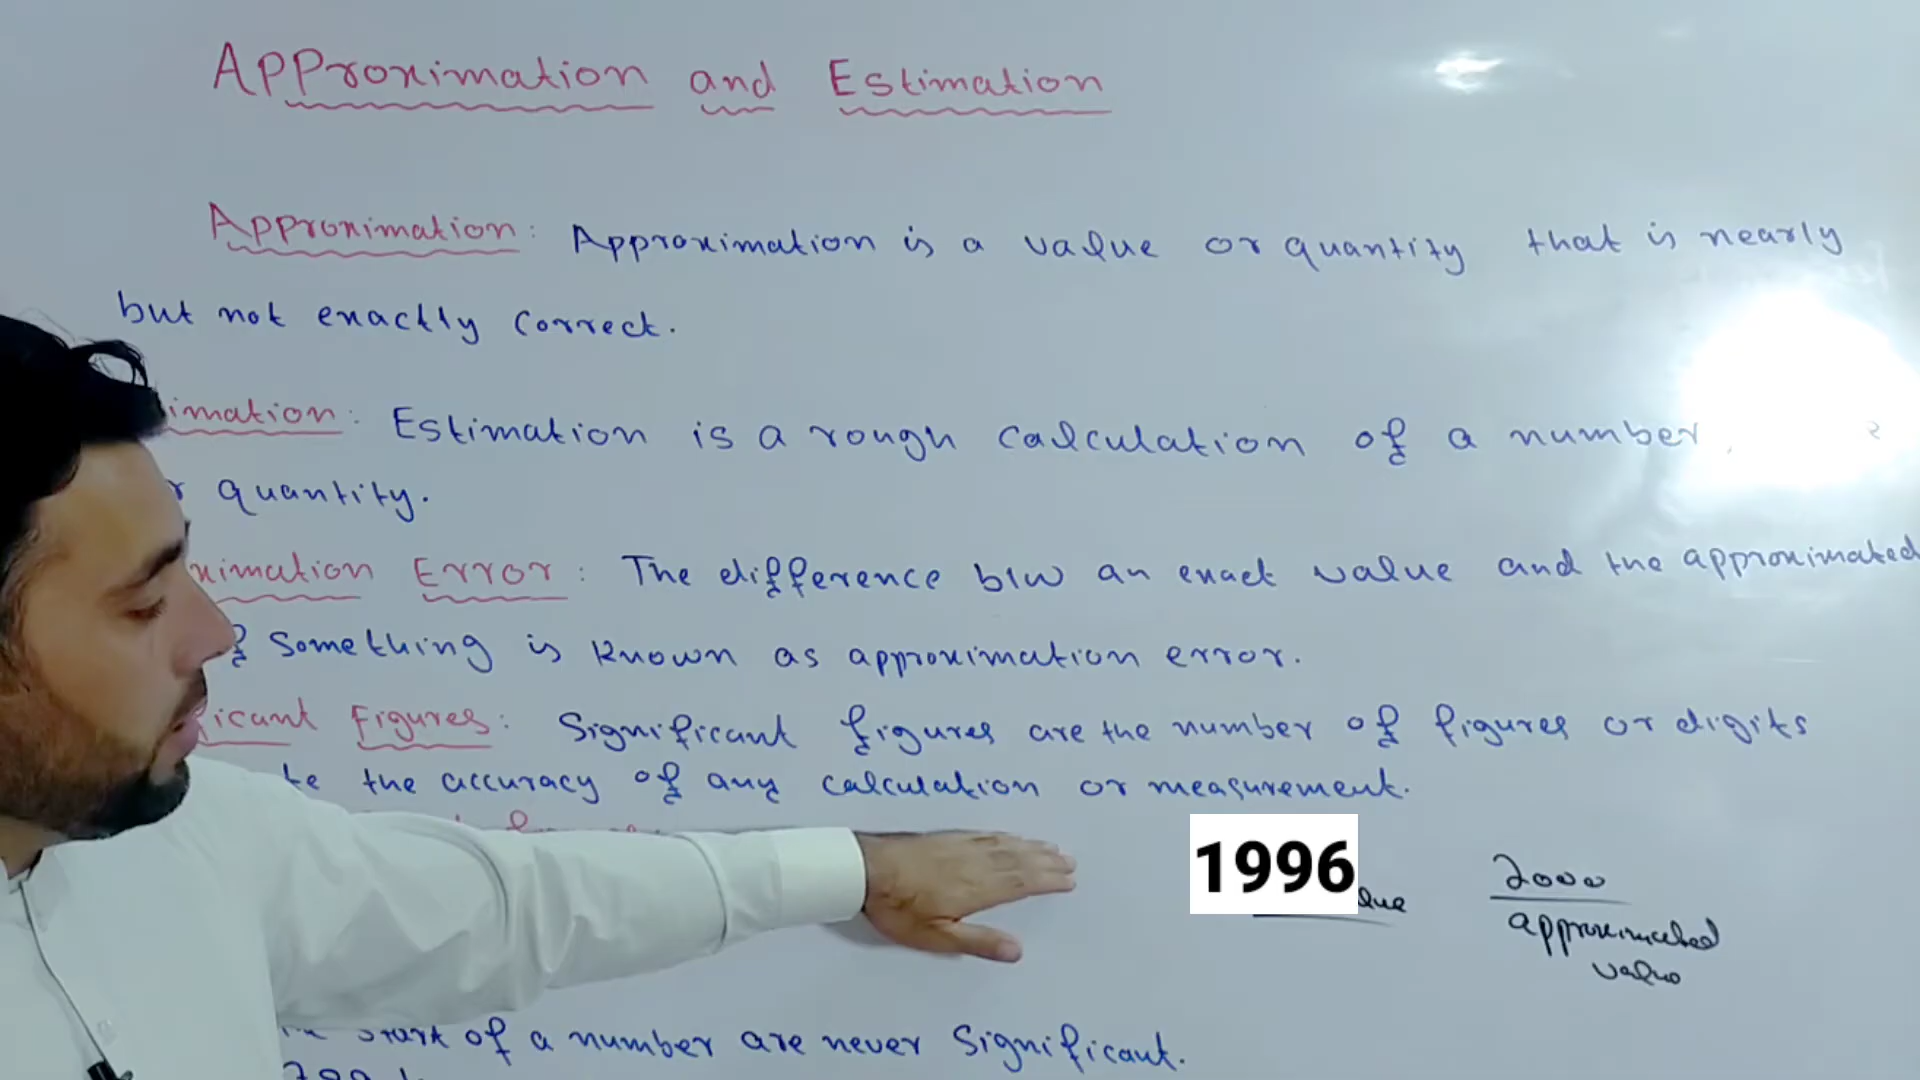 Approximation and Estimation
Approximation: Approximation is a value or quantity that is nearly
but not exactly correct.
imation: Estimation is a rough calculation of a number,
quantity.
ximation Error: The difference b/w an exact value and the approximated
something is known as approximation error.
icant Figures: Significant figures are the number of figures or digits
te the accuracy of any calculation or measurement.
1996
2000
approximated
value
start of a number are never significant.